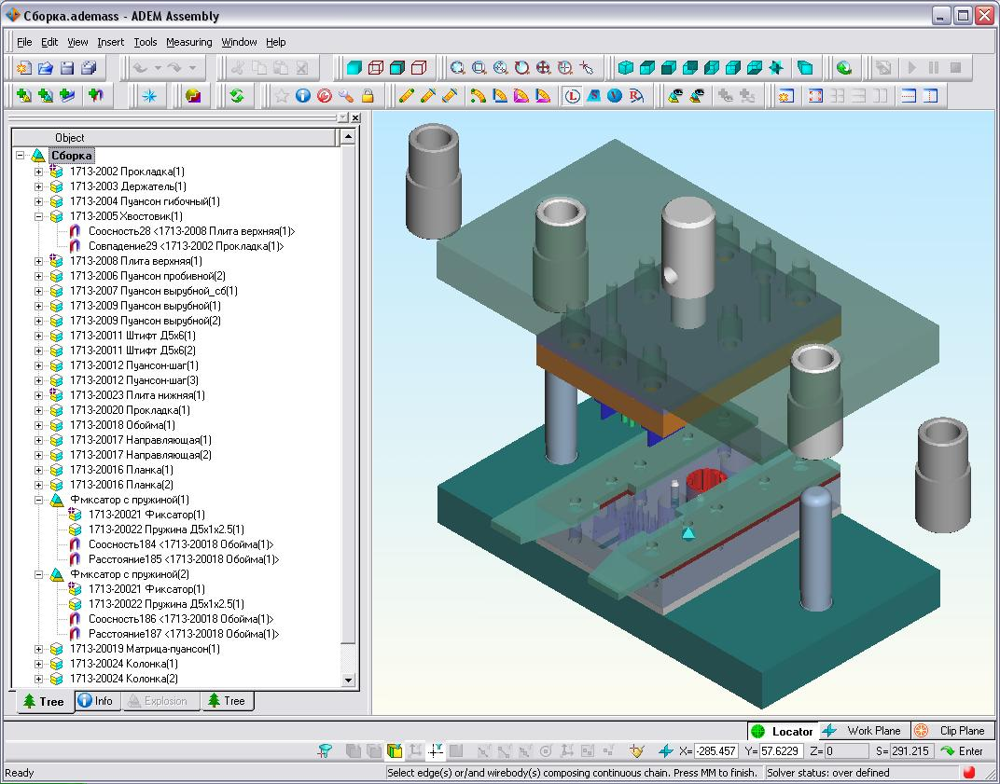 Сборка.ademass - ADEM Assembly
File Edit View Insert Tools Measuring Window Help
Object
Сборка
1713-2002 Прокладка(1)
1713-2003 Держатель(1)
1713-2004 Пуансон гибочный(1)
1713-2005 Хвостовик(1)
Соосность28 <1713-2008 Плита верхняя(1)>
Совпадение29 <1713-2002 Прокладка(1)>
1713-2008 Плита верхняя(1)
1713-2006 Пуансон пробивной(2)
1713-2007 Пуансон вырубной_сб(1)
1713-2009 Пуансон вырубной(1)
1713-2009 Пуансон вырубной(2)
1713-20011 Штифт Д5х6(1)
1713-20011 Штифт Д5х6(2)
1713-20012 Пуансон-шаг(1)
1713-20012 Пуансон-шаг(3)
1713-20023 Плита нижняя(1)
1713-20020 Прокладка(1)
1713-20018 Обойма(1)
1713-20017 Направляющая(1)
1713-20017 Направляющая(2)
1713-20016 Планка(1)
1713-20016 Планка(2)
Фмксатор с пружиной(1)
1713-20021 Фиксатор(1)
1713-20022 Пружина Д5х1х2.5(1)
Соосность184 <1713-20018 Обойма(1)>
Расстояние185 <1713-20018 Обойма(1)>
Фмксатор с пружиной(2)
1713-20021 Фиксатор(1)
1713-20022 Пружина Д5х1х2.5(1)
Соосность186 <1713-20018 Обойма(1)>
Расстояние187 <1713-20018 Обойма(1)>
1713-20019 Матрица-пуансон(1)
1713-20024 Колонка(1)
1713-20024 Колонка(2)
Tree Info Explosion Tree
Locator Work Plane Clip Plane
X= -285.457 Y= 57.6229 Z= 0 S= 291.215 Enter
Ready Select edge(s) or/and wirebody(s) composing continuous chain. Press MM to finish. Solver status: over defined